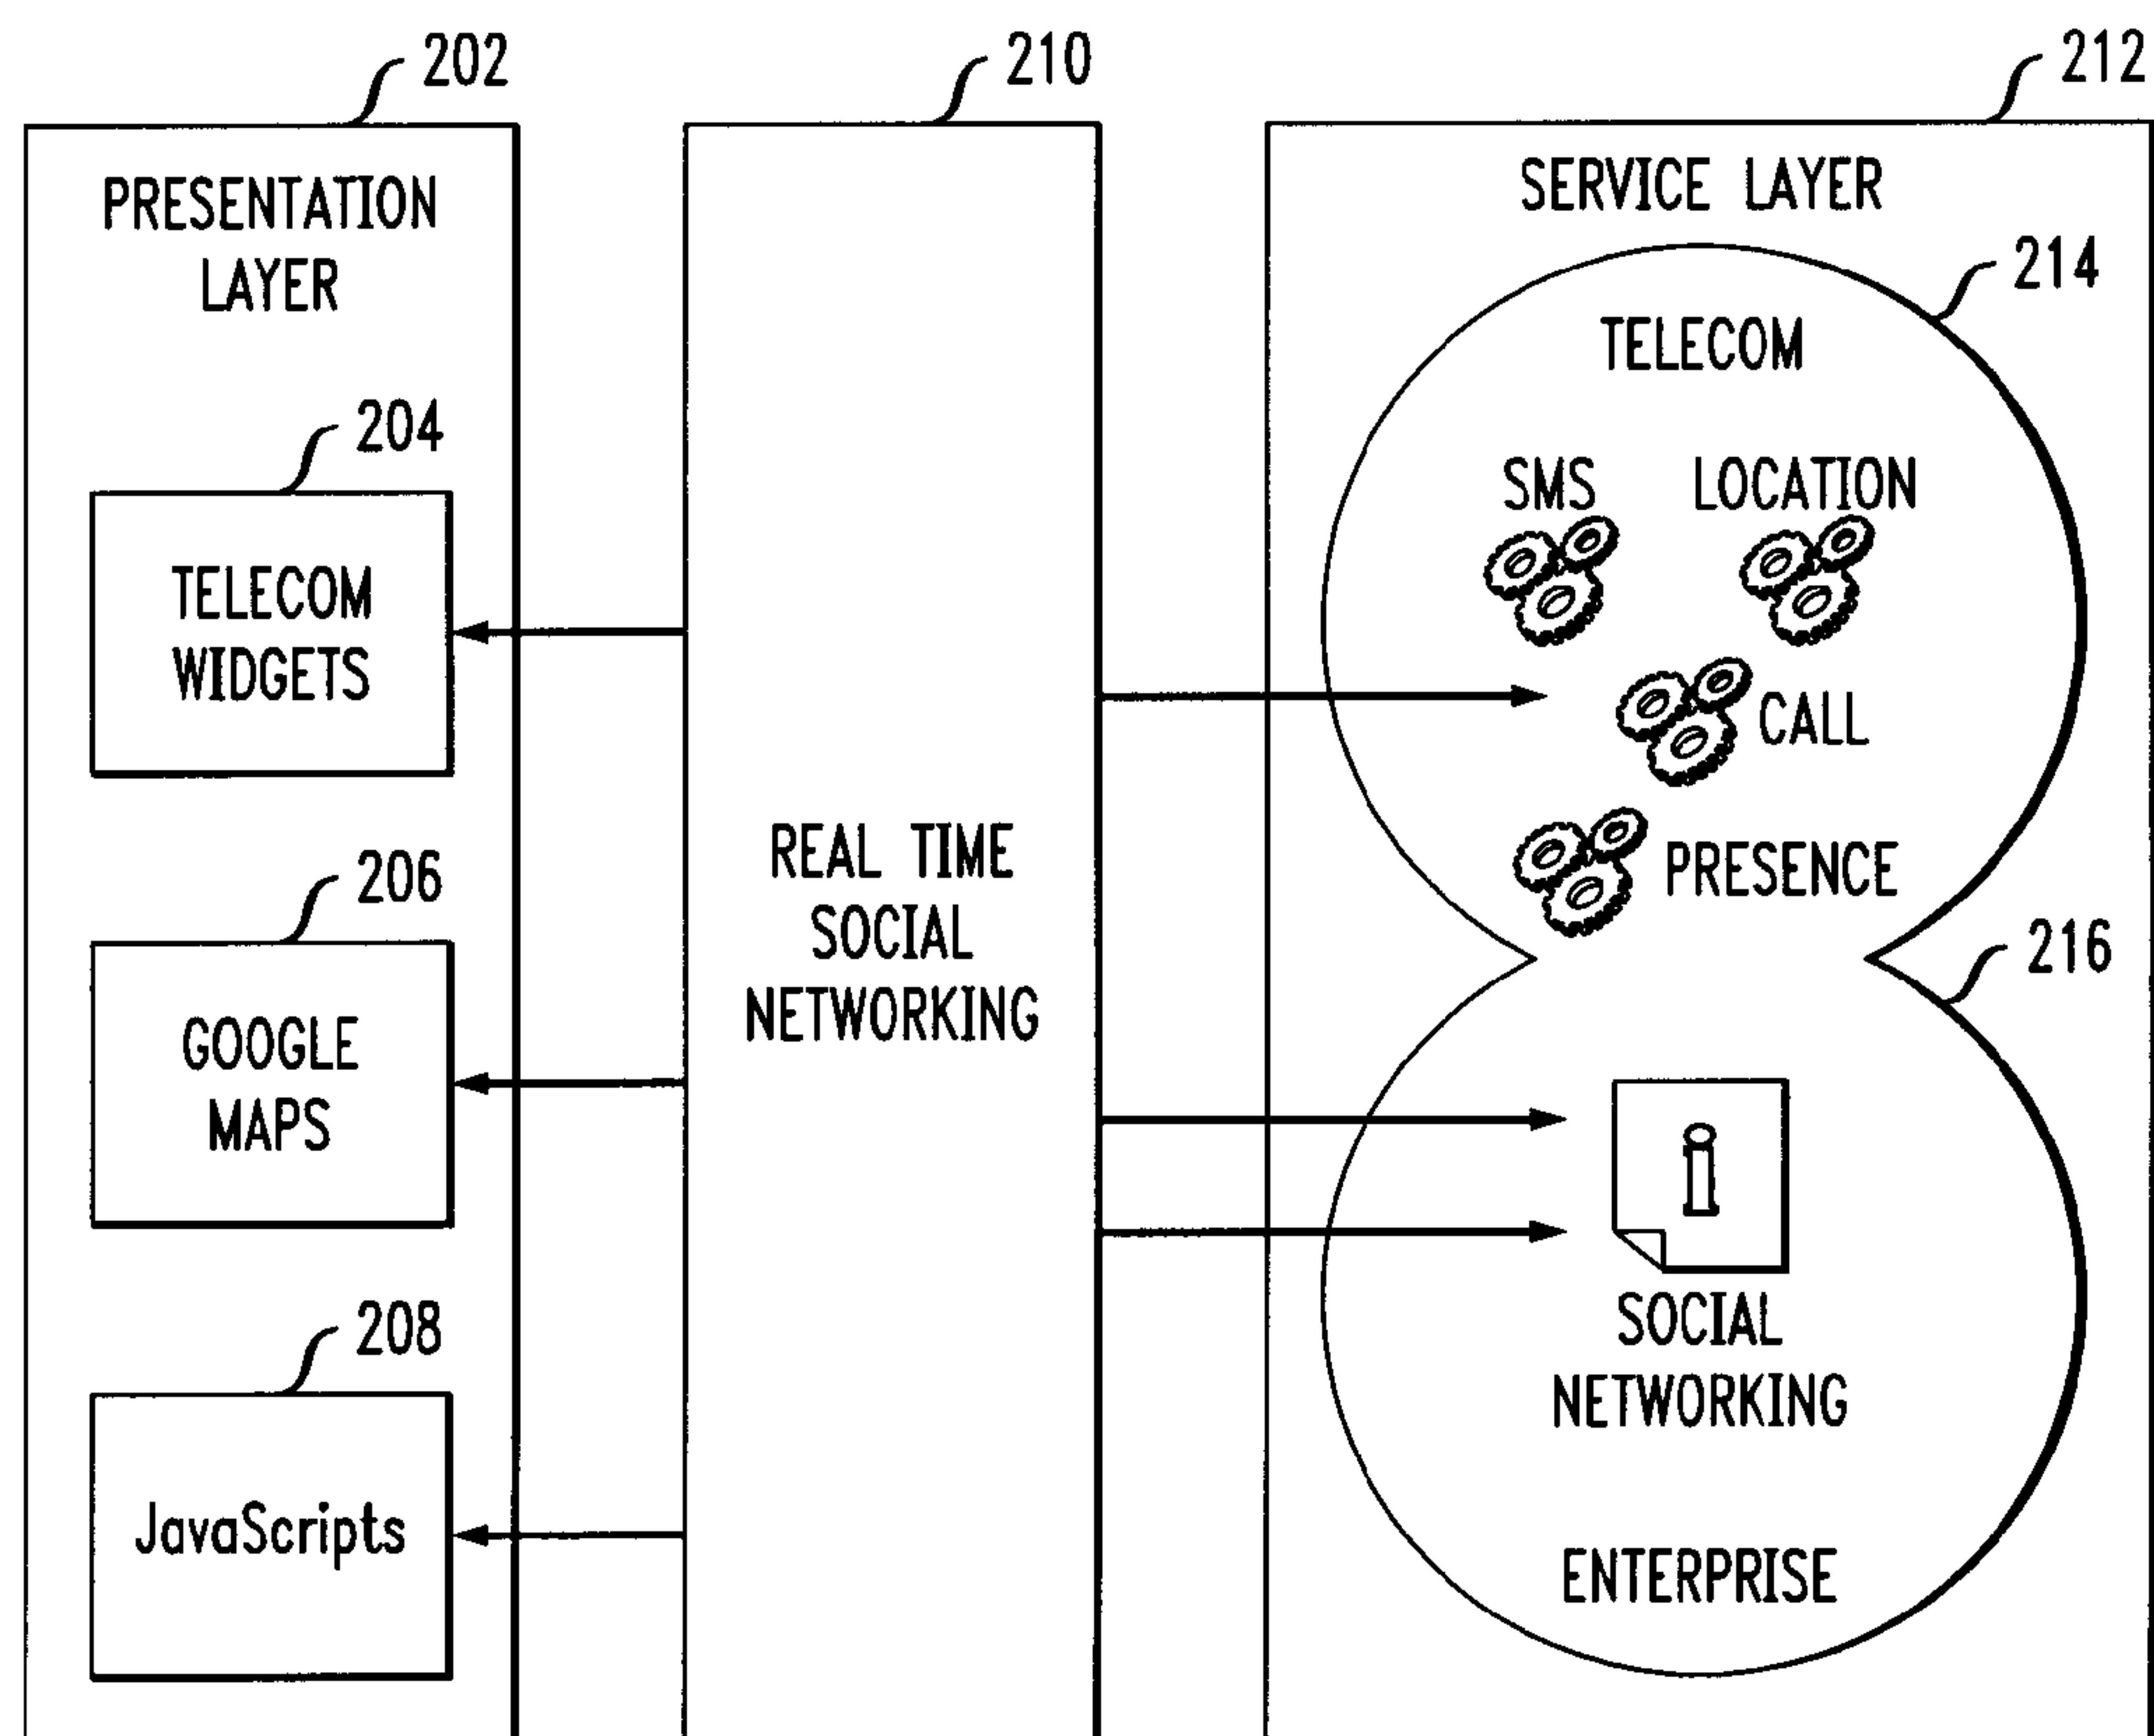 202
PRESENTATION
LAYER
204
TELECOM
WIDGETS
206
GOOGLE
MAPS
208
JavaScripts
210
REAL TIME
SOCIAL
NETWORKING
212
SERVICE LAYER
214
TELECOM
SMS
LOCATION
CALL
PRESENCE
216
i
SOCIAL
NETWORKING
ENTERPRISE